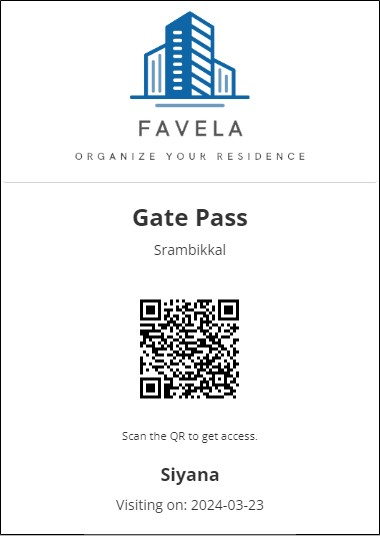 FAVELA
ORGANIZE YOUR RESIDENCE
Gate Pass
Srambikkal
Scan the QR to get access.
Siyana
Visiting on: 2024-03-23